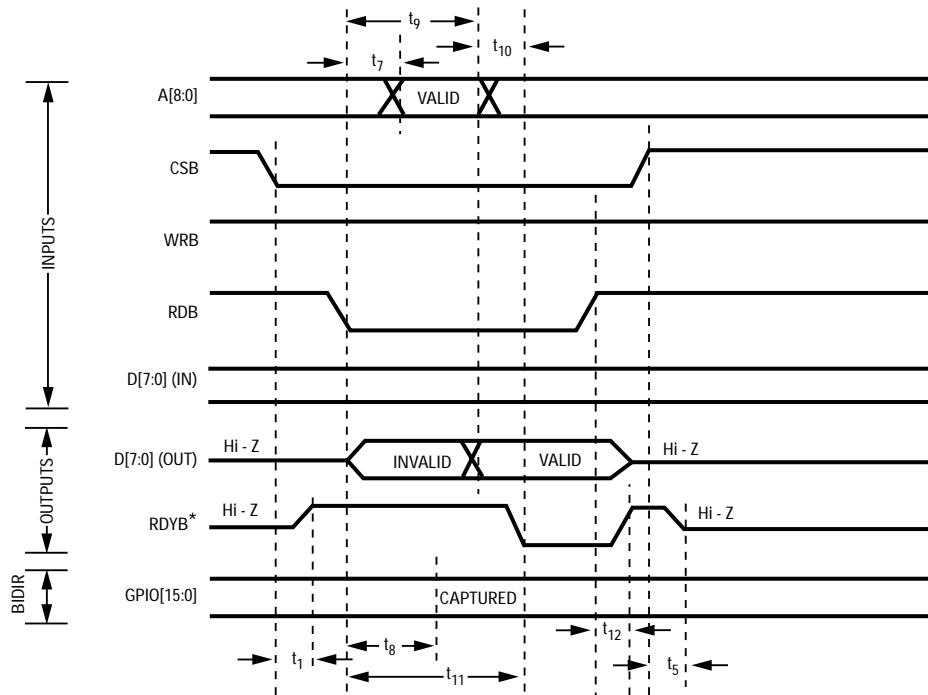 t9
t7
t10
A[8:0]
VALID
CSB
WRB
RDB
D[7:0] (IN)
INPUTS
D[7:0] (OUT)
Hi - Z
INVALID
VALID
Hi - Z
OUTPUTS
RDYB*
Hi - Z
Hi - Z
BIDIR
GPIO[15:0]
CAPTURED
t1
t8
t11
t12
t5